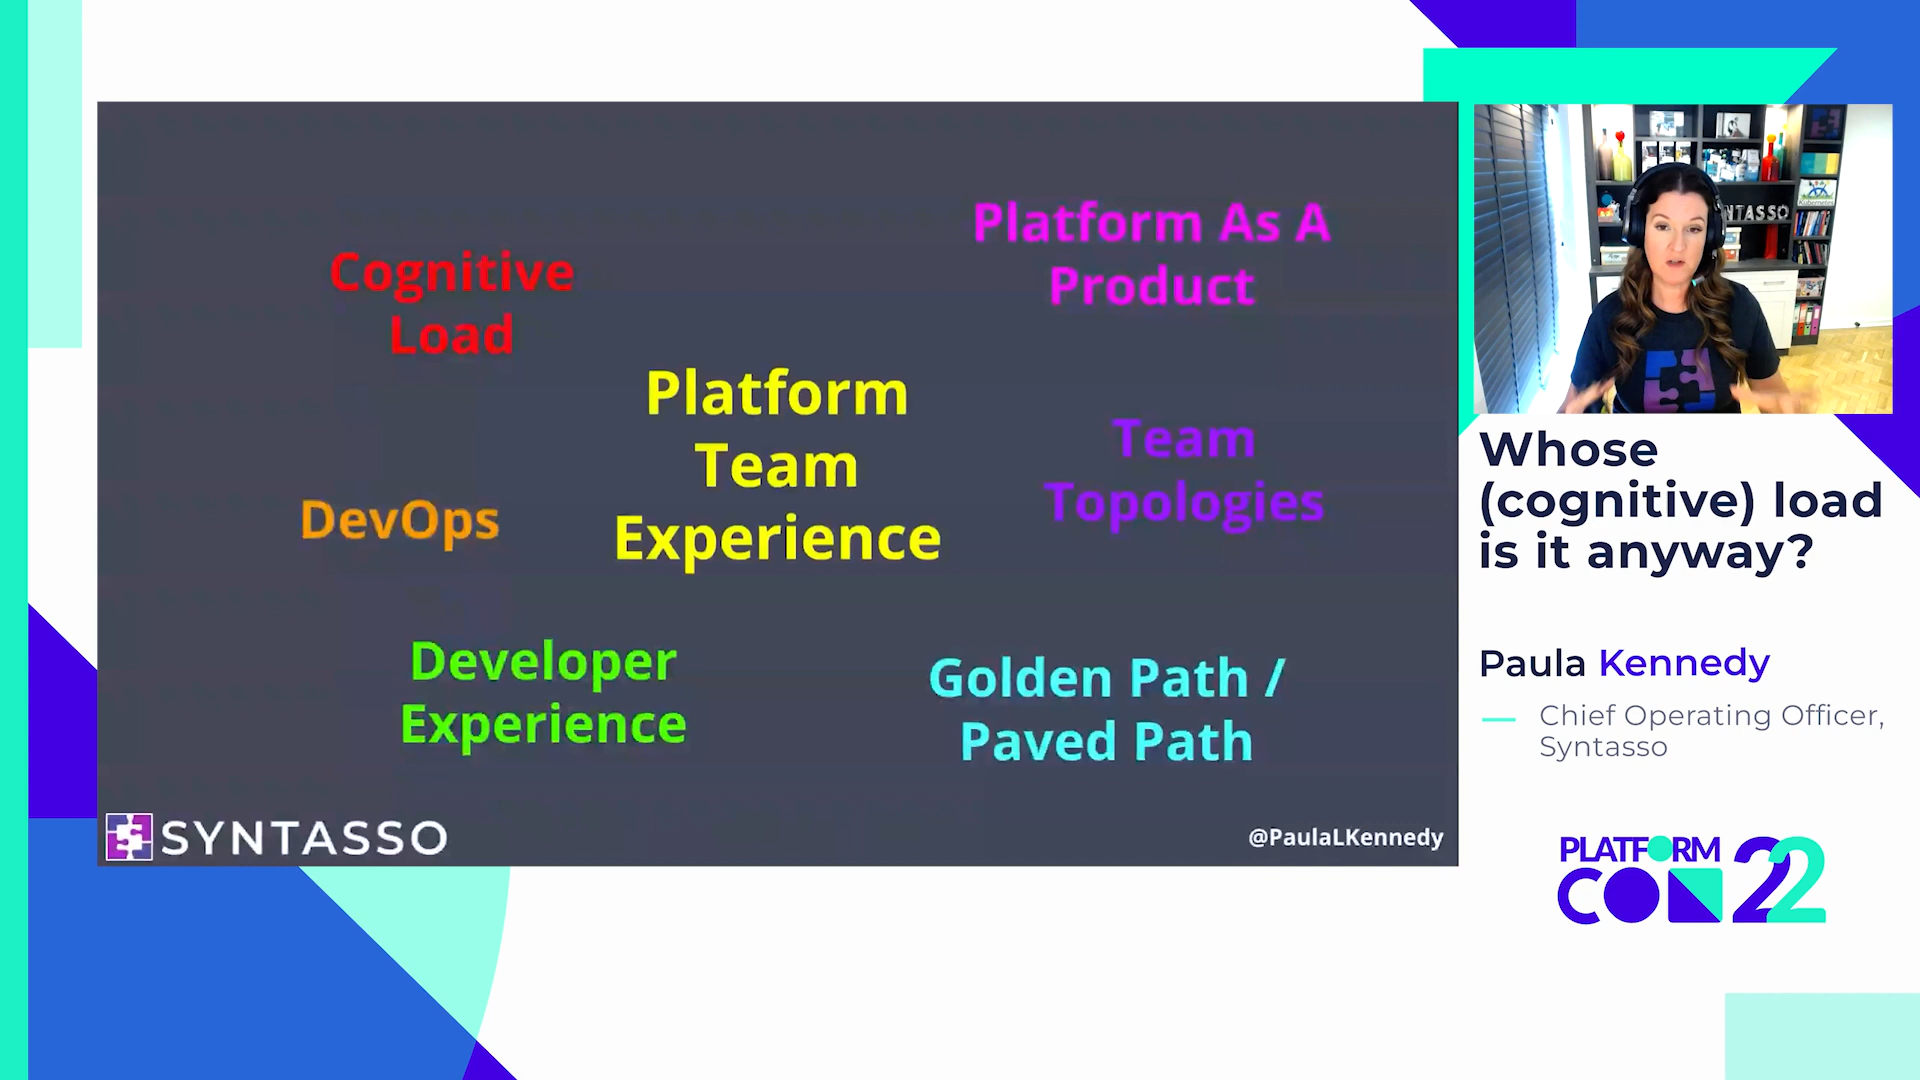 Cognitive
Load
Platform As A
Product
Platform
Team
Experience
Team
Topologies
DevOps
Developer
Experience
Golden Path /
Paved Path
SYNTASSO
@PaulaLKennedy
NTASSO
Whose
(cognitive) load
is it anyway?
Paula Kennedy
Chief Operating Officer,
Syntasso
PLATFORM
CON 22